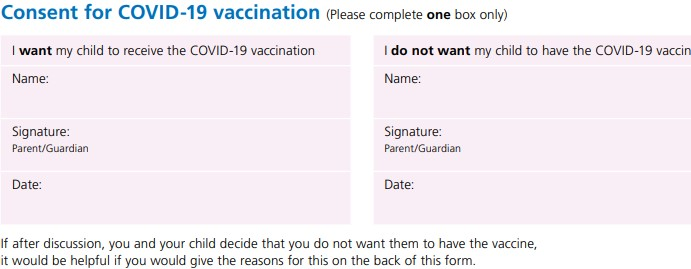 Consent for COVID-19 vaccination (Please complete one box only)
I want my child to receive the COVID-19 vaccination
Name:
Signature:
Parent/Guardian
Date:
I do not want my child to have the COVID-19 vaccin
Name:
Signature:
Parent/Guardian
Date:
If after discussion, you and your child decide that you do not want them to have the vaccine,
it would be helpful if you would give the reasons for this on the back of this form.